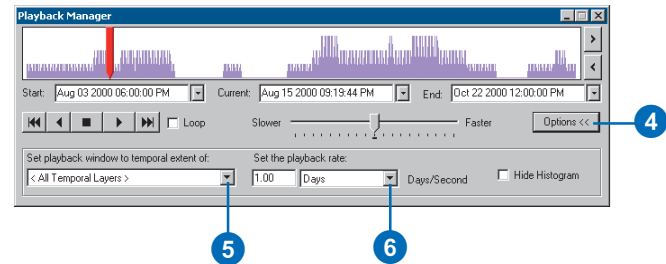 Playback Manager
Start: Aug 03 2000 06:00:00 PM Current: Aug 15 2000 09:19:44 PM End: Oct 22 2000 12:00:00 PM
Loop Slower Faster Options << 4
Set playback window to temporal extent of: Set the playback rate:
< All Temporal Layers > 1.00 Days Days/Second Hide Histogram
5 6